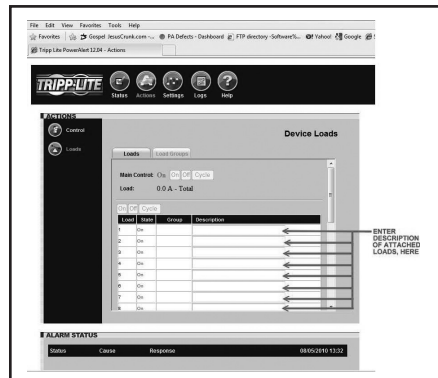 File Edit View Favorites Tools Help
Favorites Gospel JesusCrunk.com PA Defects - Dashboard FTP directory -Software%... Yahoo! Google
Tripp Lite PowerAlert 12.04 - Actions
TRIPP·LITE
Status Actions Settings Logs Help
ACTIONS
Control
Device Loads
Loads
Loads Load Groups
Main Control: On On Off Cycle
Load: 0.0 A - Total
On Off Cycle
Load State Group Description
1 On
2 On
3 On
4 On
5 On
6 On
7 On
8 On
ENTER
DESCRIPTION
OF ATTACHED
LOADS, HERE
ALARM STATUS
Status Cause Response 08/05/2010 13:32